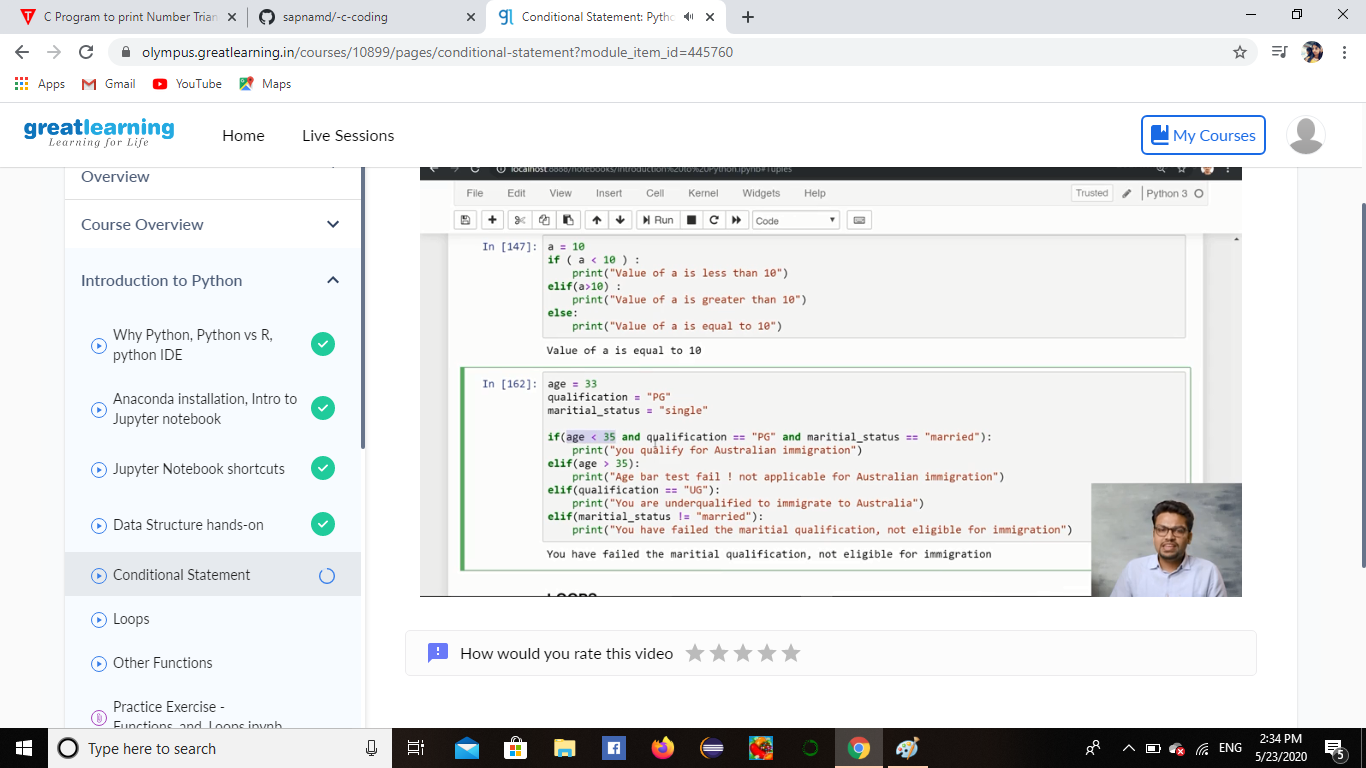 C Program to print Number Trian
sapnamd/-c-coding
Conditional Statement: Pytho
olympus.greatlearning.in/courses/10899/pages/conditional-statement?module_item_id=445760
Apps
Gmail
YouTube
Maps
greatlearning
Learning for Life
Home
Live Sessions
My Courses
Overview
Course Overview
Introduction to Python
Why Python, Python vs R,
python IDE
Anaconda installation, Intro to
Jupyter notebook
Jupyter Notebook shortcuts
Data Structure hands-on
Conditional Statement
Loops
Other Functions
Practice Exercise -
Functions_and_Loops.ipynb
localhost:8888/notebooks/Introduction%20to%20Python.ipynb#Tuples
File Edit View Insert Cell Kernel Widgets Help
Trusted
Python 3
Run
Code
In [147]:
a = 10
if ( a < 10 ) :
    print("Value of a is less than 10")
elif(a>10) :
    print("Value of a is greater than 10")
else:
    print("Value of a is equal to 10")
Value of a is equal to 10
In [162]:
age = 33
qualification = "PG"
maritial_status = "single"
if(age < 35 and qualification == "PG" and maritial_status == "married"):
    print("you qualify for Australian immigration")
elif(age > 35):
    print("Age bar test fail ! not applicable for Australian immigration")
elif(qualification == "UG"):
    print("You are underqualified to immigrate to Australia")
elif(maritial_status != "married"):
    print("You have failed the maritial qualification, not eligible for immigration")
You have failed the maritial qualification, not eligible for immigration
LOOPS
How would you rate this video
Type here to search
ENG
2:34 PM
5/23/2020
5